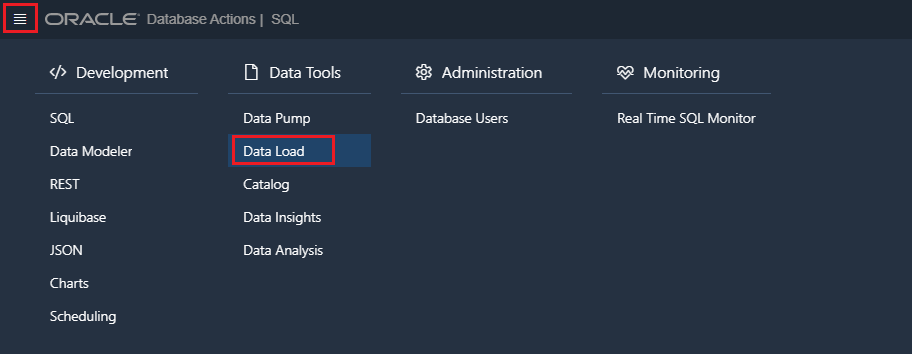 ORACLE Database Actions | SQL
Development
SQL
Data Modeler
REST
Liquibase
JSON
Charts
Scheduling
Data Tools
Data Pump
Data Load
Catalog
Data Insights
Data Analysis
Administration
Database Users
Monitoring
Real Time SQL Monitor